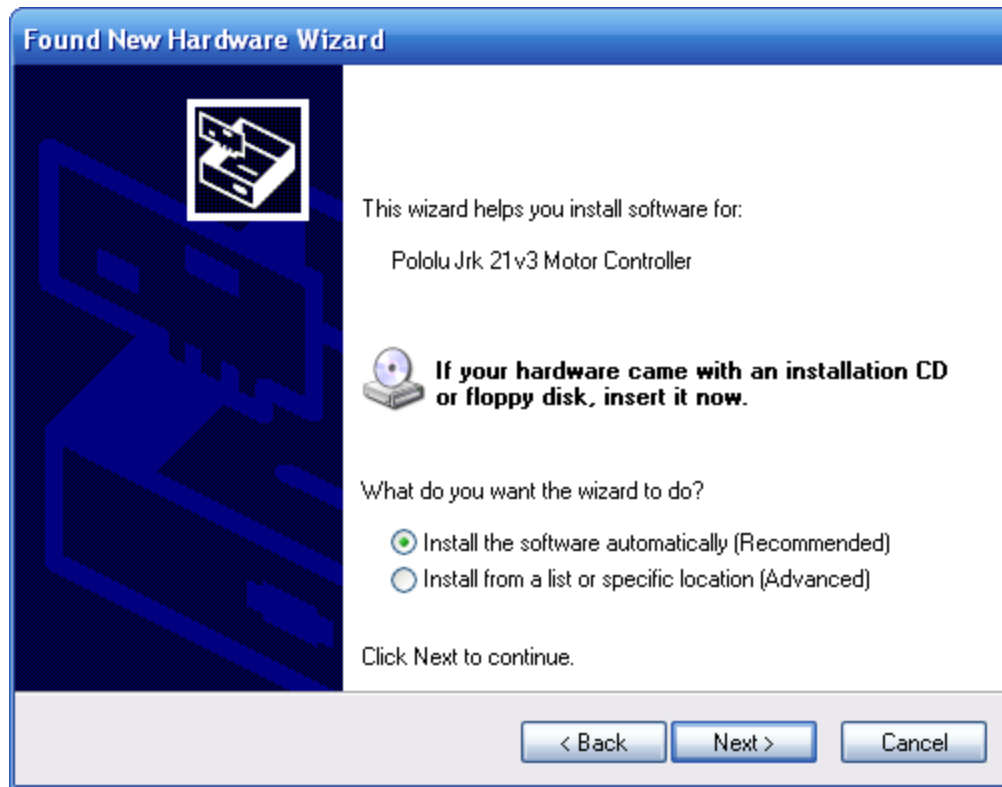 Found New Hardware Wizard
This wizard helps you install software for:
Pololu Jrk 21v3 Motor Controller
If your hardware came with an installation CD
or floppy disk, insert it now.
What do you want the wizard to do?
Install the software automatically (Recommended)
Install from a list or specific location (Advanced)
Click Next to continue.
< Back Next > Cancel